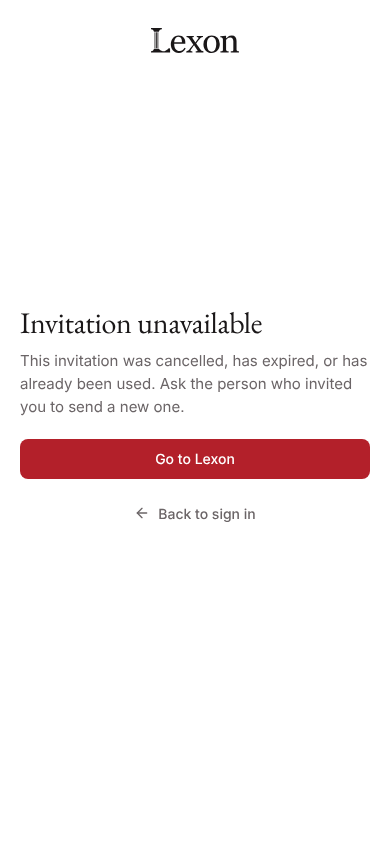 Lexon
Invitation unavailable
This invitation was cancelled, has expired, or has
already been used. Ask the person who invited
you to send a new one.
Go to Lexon
Back to sign in